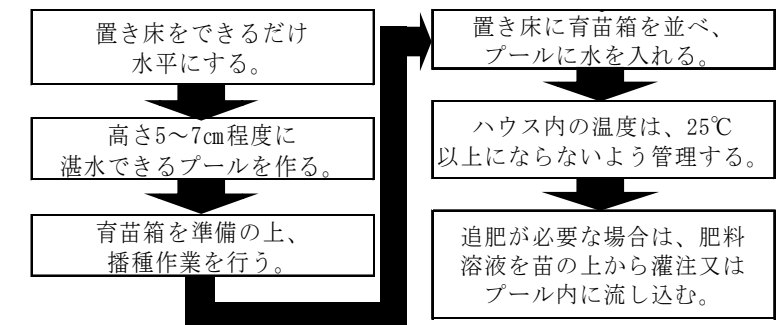 置き床をできるだけ
水平にする。
高さ5～7㎝程度に
湛水できるプールを作る。
育苗箱を準備の上、
播種作業を行う。
置き床に育苗箱を並べ、
プールに水を入れる。
ハウス内の温度は、25℃
以上にならないよう管理する。
追肥が必要な場合は、肥料
溶液を苗の上から灌注又は
プール内に流し込む。